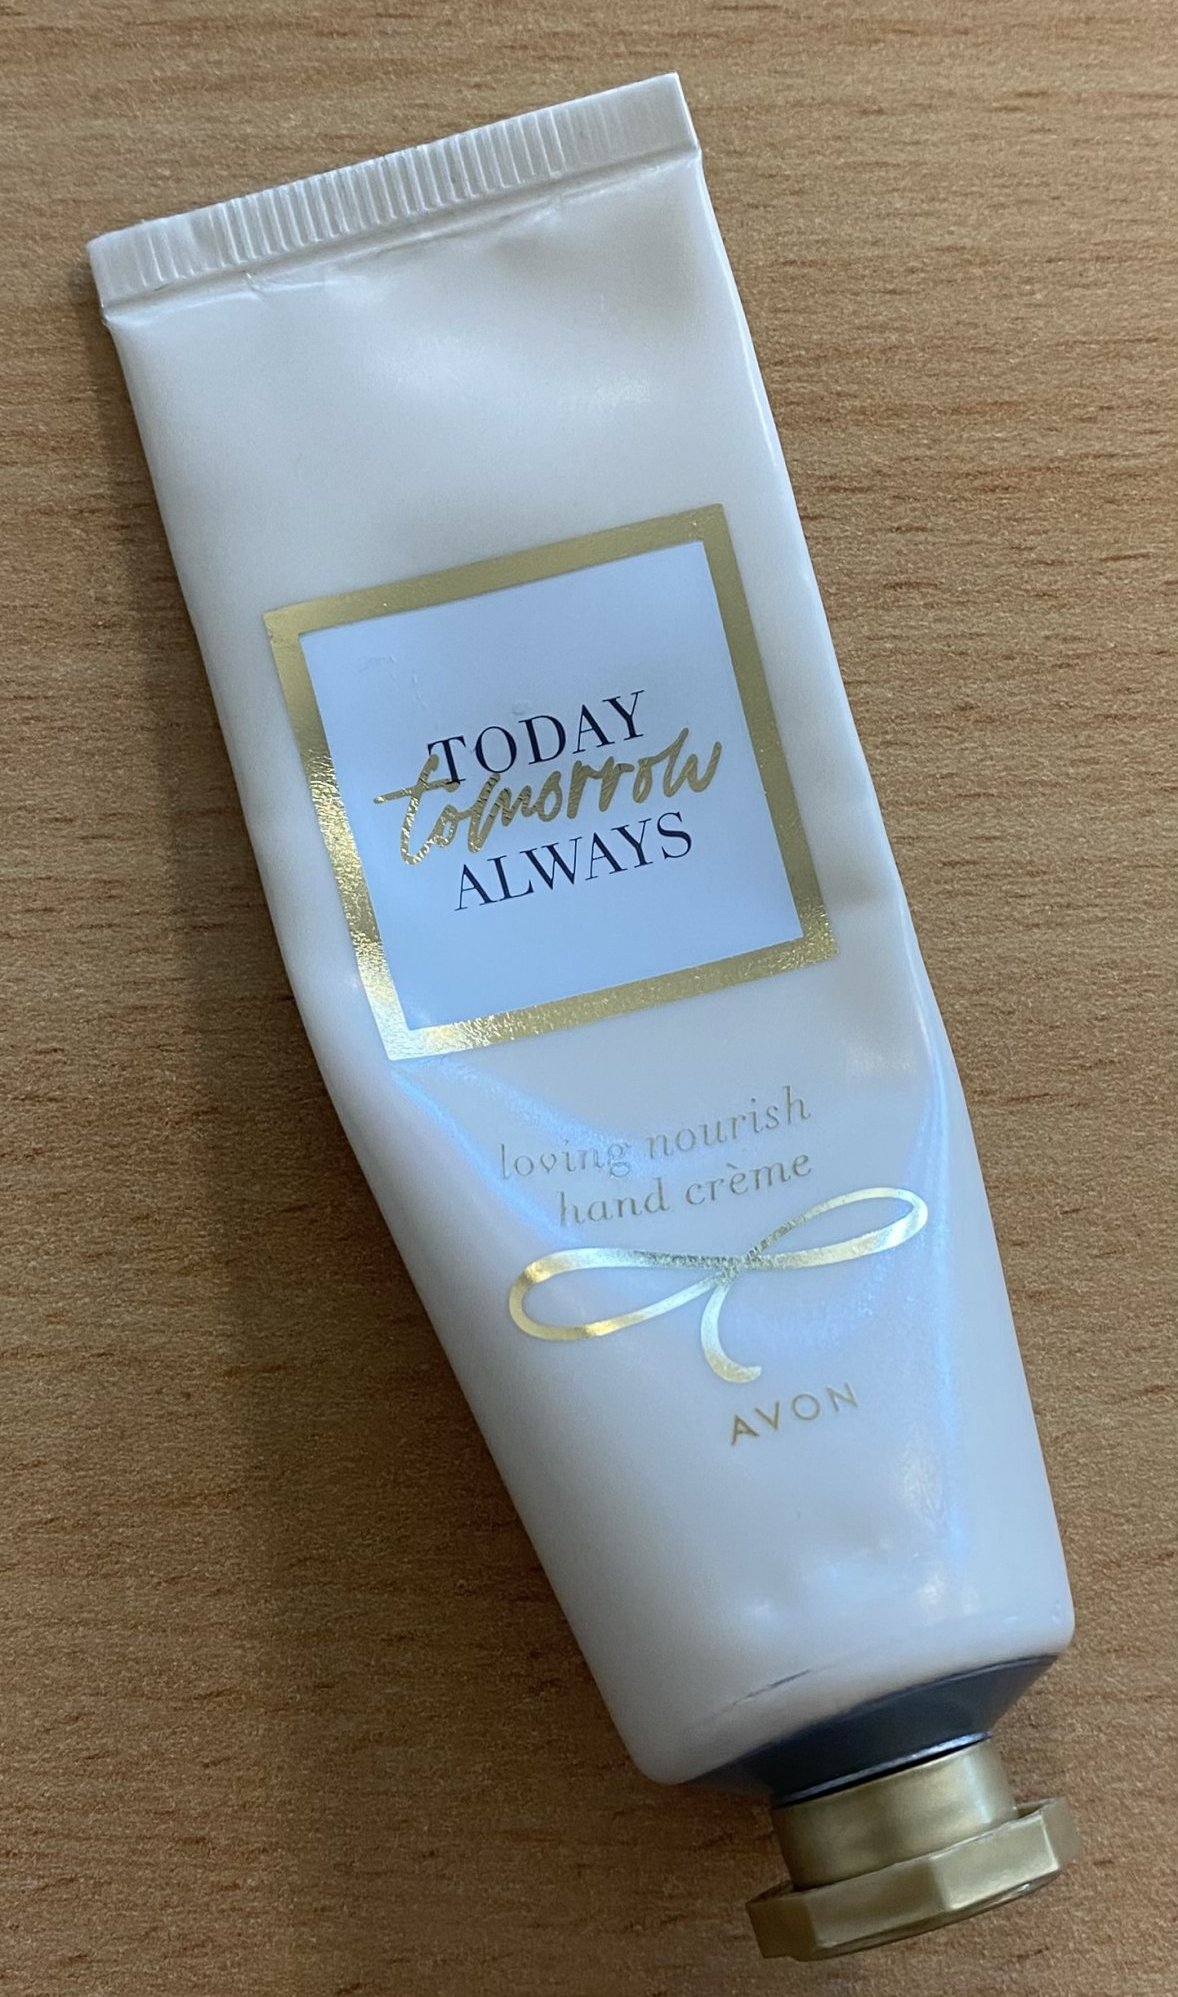 TODAY
tomorrow
ALWAYS
loving nourish
hand crème
AVON